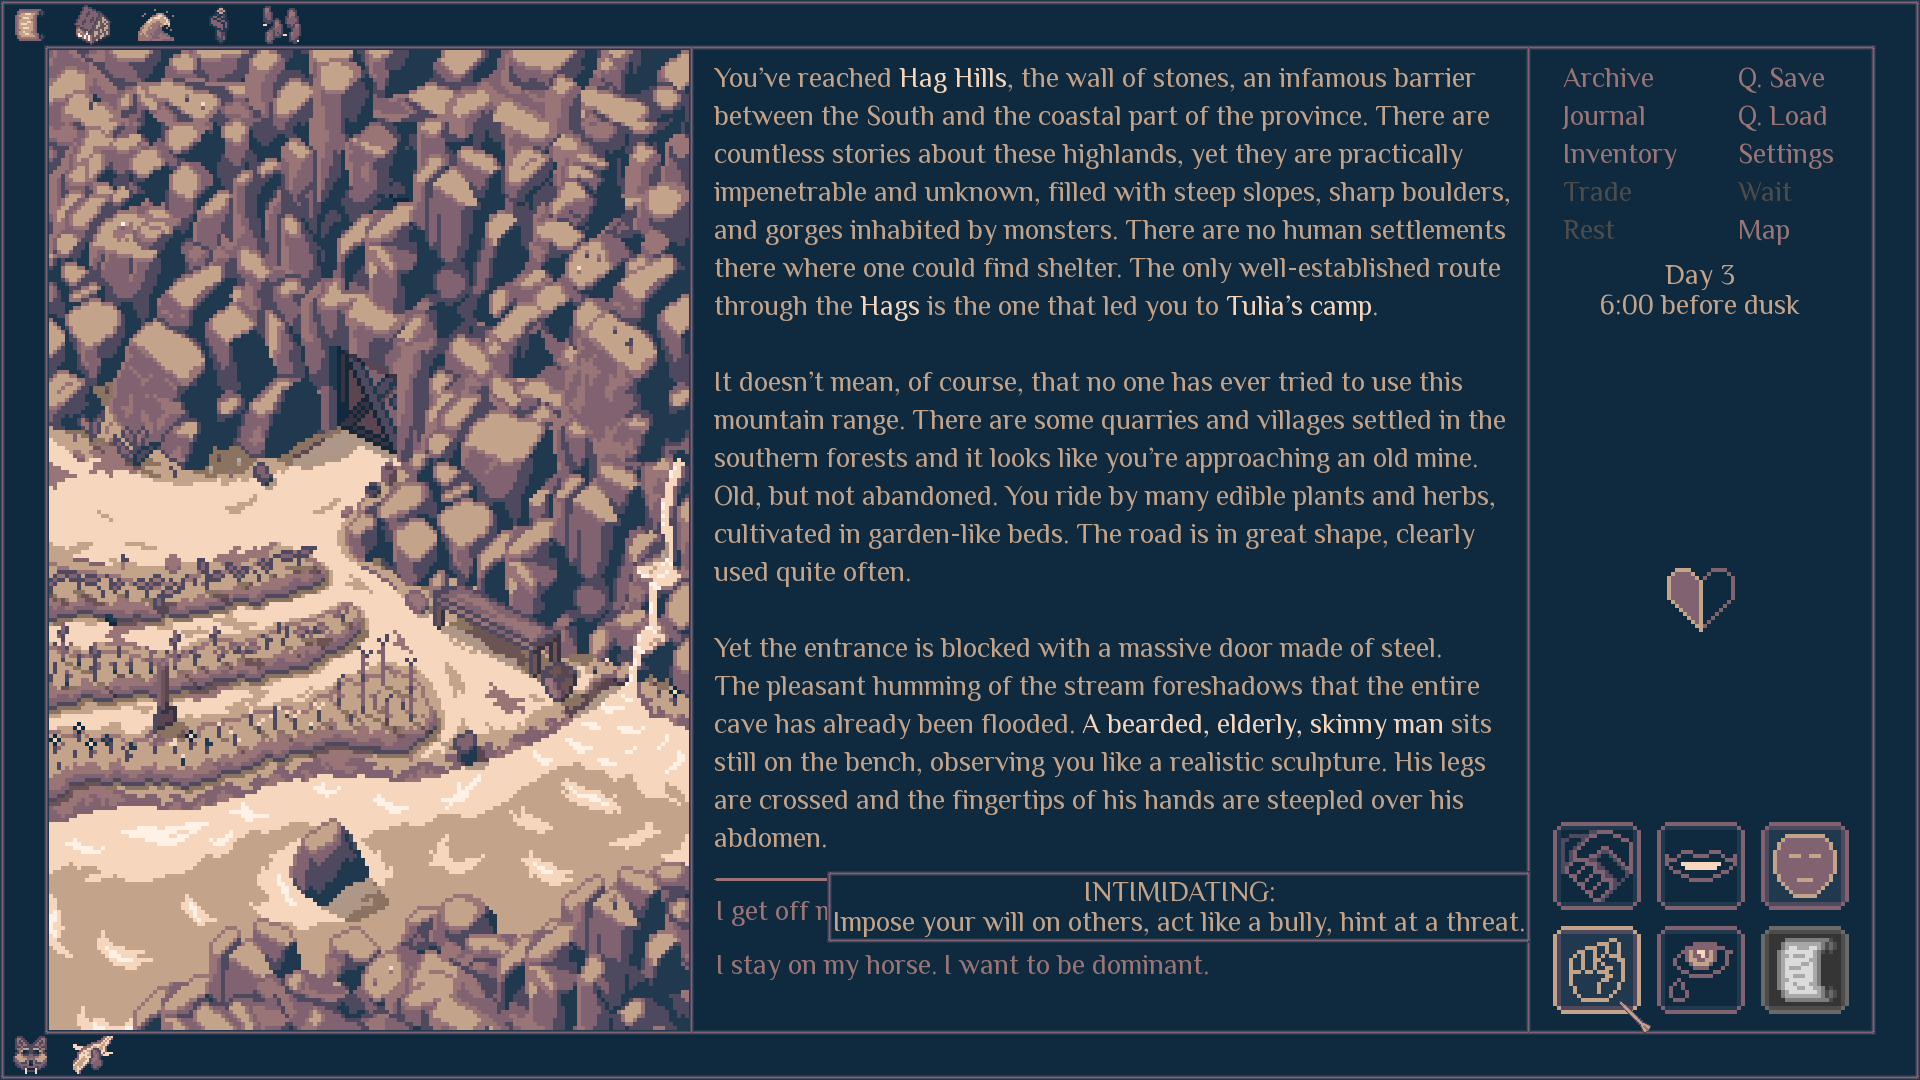 You've reached Hag Hills, the wall of stones, an infamous barrier
between the South and the coastal part of the province. There are
countless stories about these highlands, yet they are practically
impenetrable and unknown, filled with steep slopes, sharp boulders,
and gorges inhabited by monsters. There are no human settlements
there where one could find shelter. The only well-established route
through the Hags is the one that led you to Tulia's camp.
It doesn't mean, of course, that no one has ever tried to use this
mountain range. There are some quarries and villages settled in the
southern forests and it looks like you're approaching an old mine.
Old, but not abandoned. You ride by many edible plants and herbs,
cultivated in garden-like beds. The road is in great shape, clearly
used quite often.
Yet the entrance is blocked with a massive door made of steel.
The pleasant humming of the stream foreshadows that the entire
cave has already been flooded. A bearded, elderly, skinny man sits
still on the bench, observing you like a realistic sculpture. His legs
are crossed and the fingertips of his hands are steepled over his
abdomen.
I get off
INTIMIDATING:
Impose your will on others, act like a bully, hint at a threat.
I stay on my horse. I want to be dominant.
Archive Q. Save
Journal Q. Load
Inventory Settings
Trade Wait
Rest Map
Day 3
6:00 before dusk